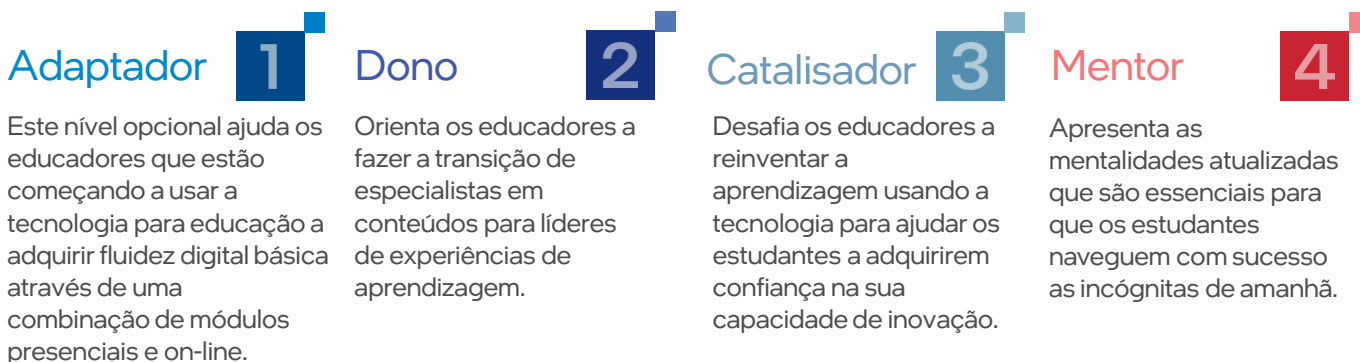 Adaptador 1
Este nível opcional ajuda os
educadores que estão
começando a usar a
tecnologia para educação a
adquirir fluidez digital básica
através de uma
combinação de módulos
presenciais e on-line.
Dono 2
Orienta os educadores a
fazer a transição de
especialistas em
conteúdos para líderes
de experiências de
aprendizagem.
Catalisador 3
Desafia os educadores a
reinventar a
aprendizagem usando a
tecnologia para ajudar os
estudantes a adquirirem
confiança na sua
capacidade de inovação.
Mentor 4
Apresenta as
mentalidades atualizadas
que são essenciais para
que os estudantes
naveguem com sucesso
as incógnitas de amanhã.